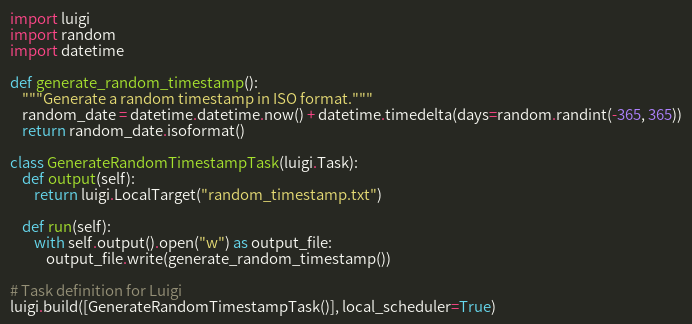 import luigi
import random
import datetime

def generate_random_timestamp():
    """Generate a random timestamp in ISO format."""
    random_date = datetime.datetime.now() + datetime.timedelta(days=random.randint(-365, 365))
    return random_date.isoformat()

class GenerateRandomTimestampTask(luigi.Task):
    def output(self):
        return luigi.LocalTarget("random_timestamp.txt")

    def run(self):
        with self.output().open("w") as output_file:
            output_file.write(generate_random_timestamp())

# Task definition for Luigi
luigi.build([GenerateRandomTimestampTask()], local_scheduler=True)